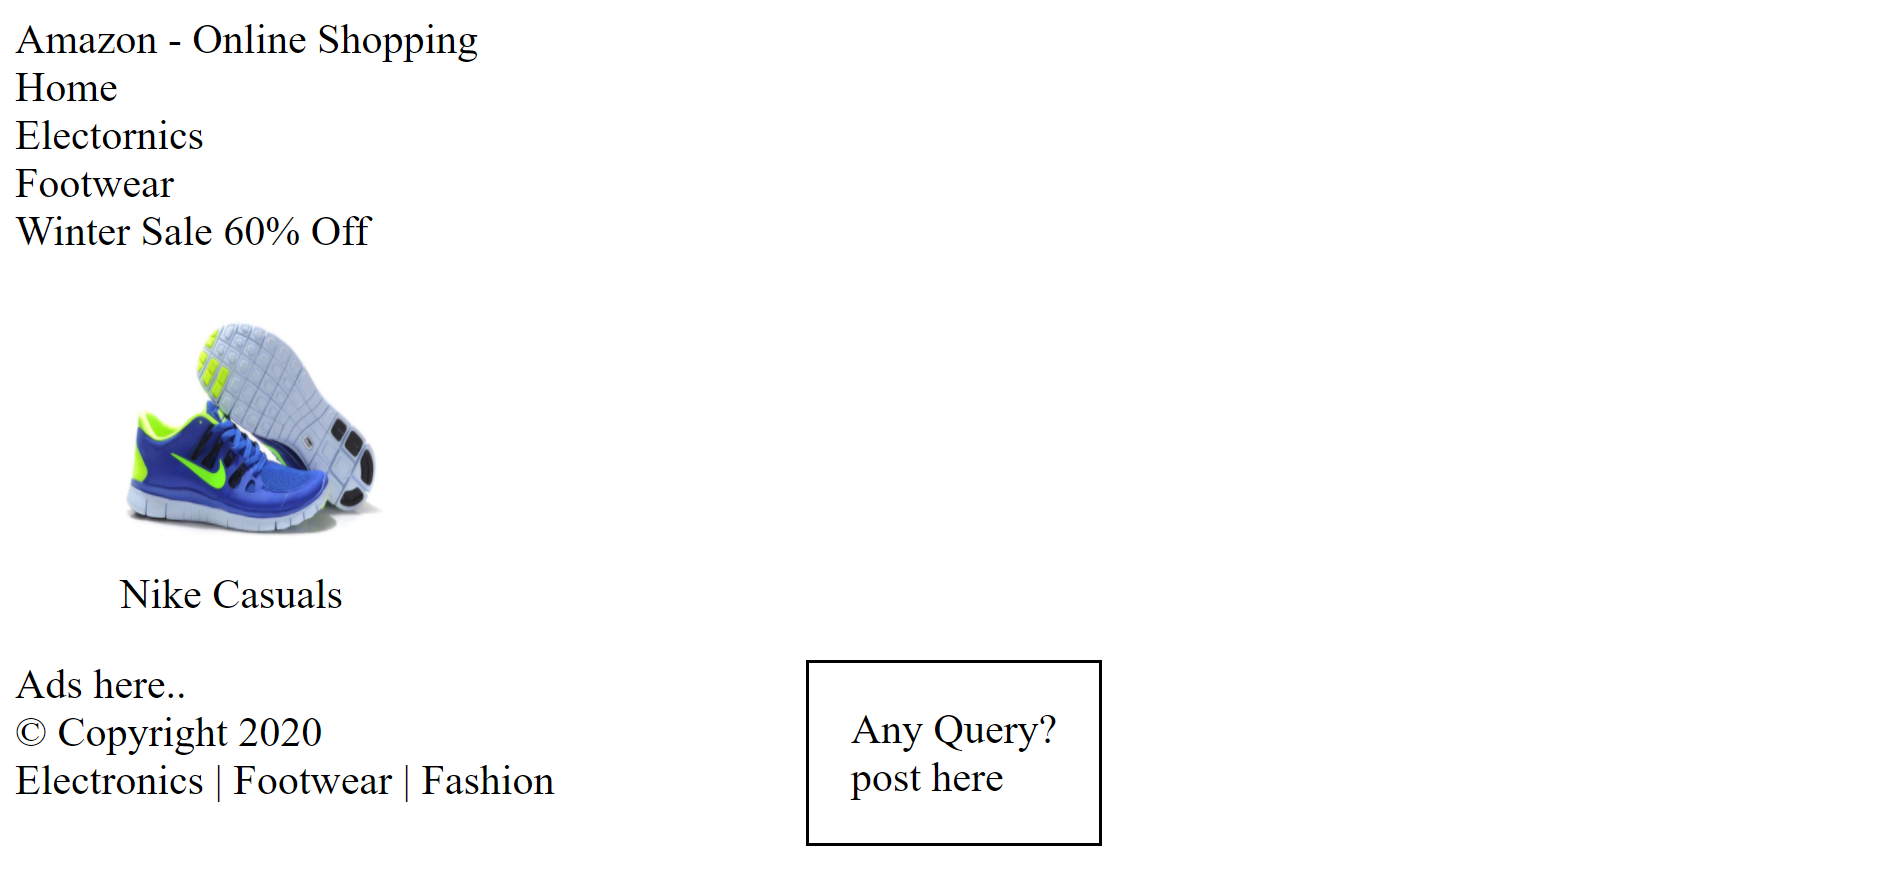 Amazon - Online Shopping
Home
Electornics
Footwear
Winter Sale 60% Off
Nike Casuals
Ads here..
© Copyright 2020
Electronics | Footwear | Fashion
Any Query?
post here